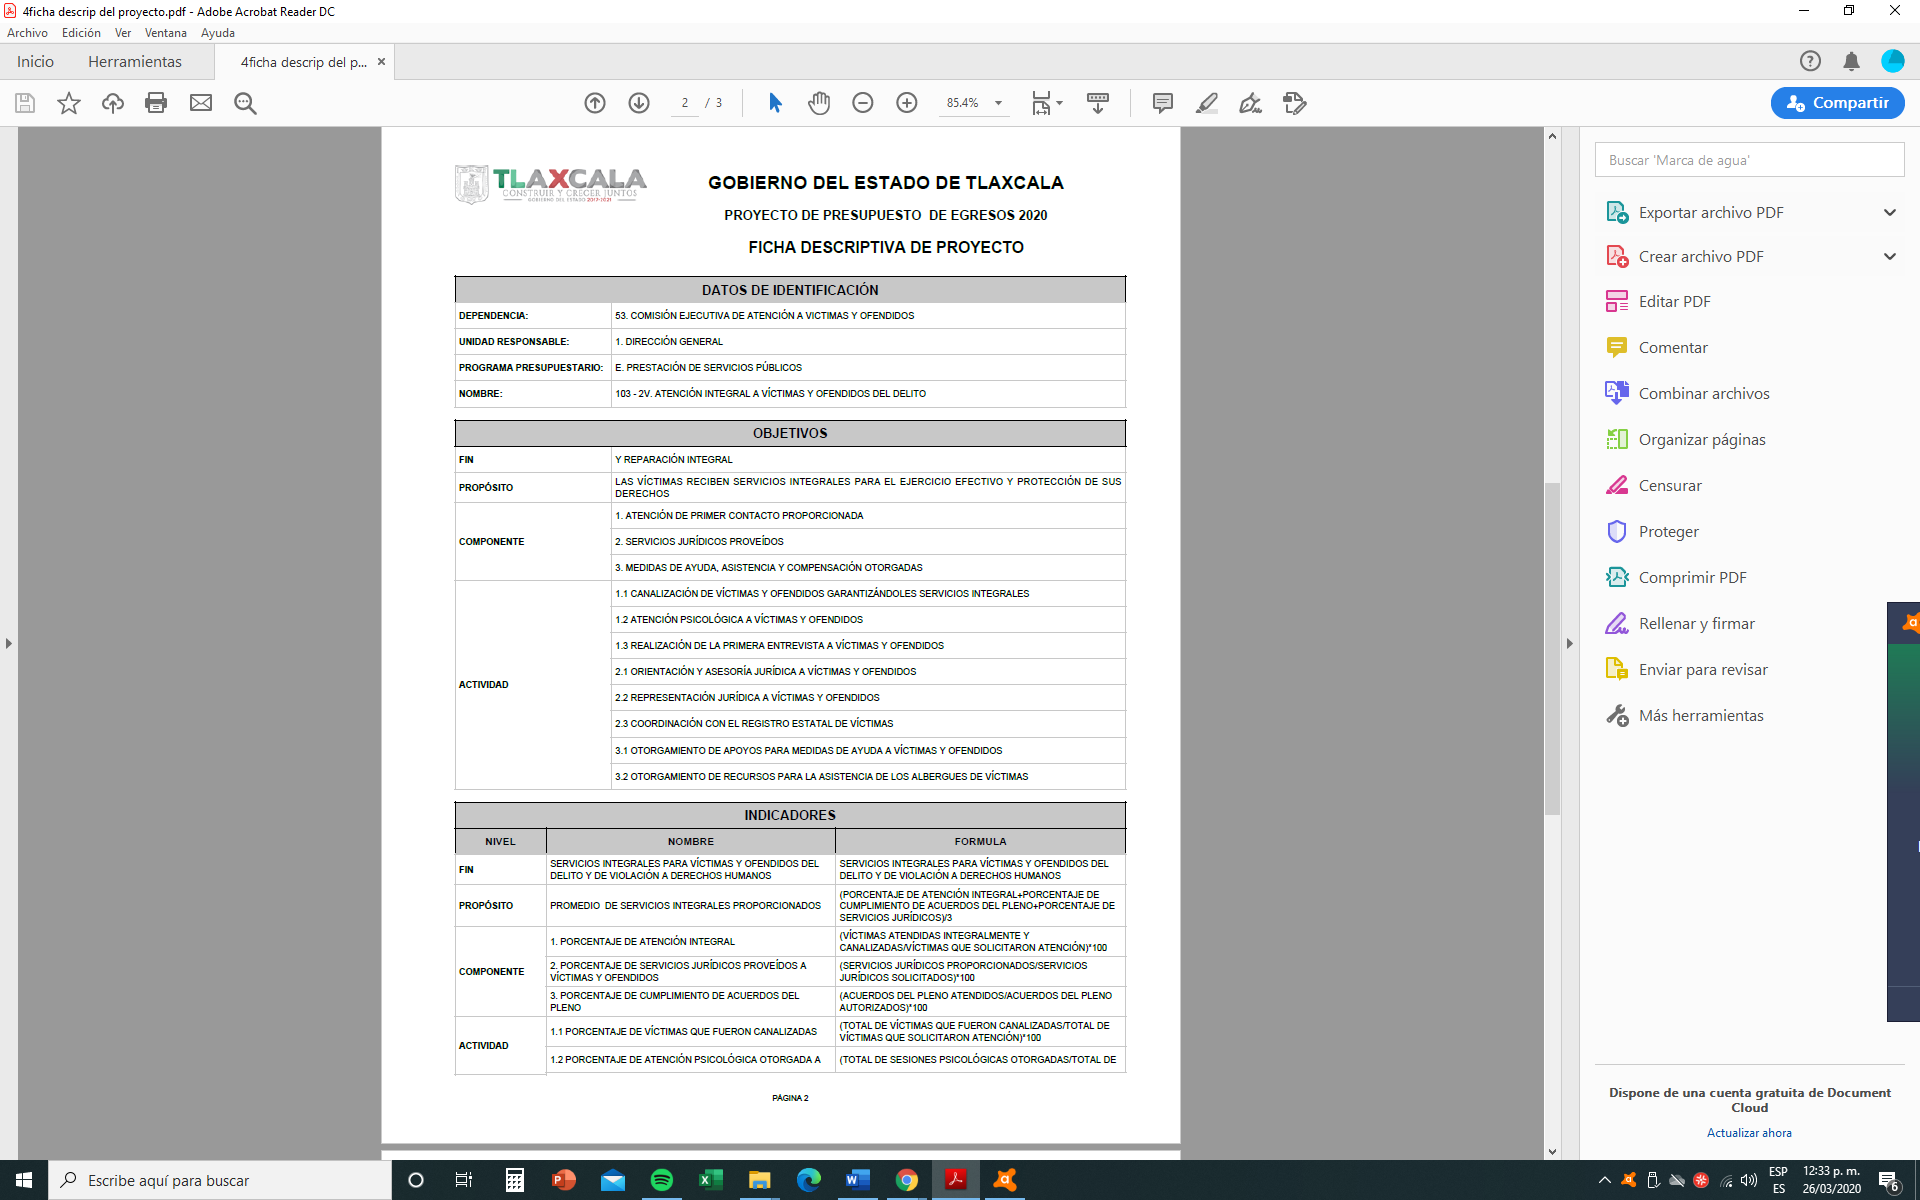 4ficha descrip del proyecto.pdf - Adobe Acrobat Reader DC
Archivo Edición Ver Ventana Ayuda
Inicio Herramientas 4ficha descrip del p... ×
2 / 3 85.4% Compartir
TLAXCALA
CONSTRUIR Y CRECER JUNTOS
GOBIERNO DEL ESTADO 2017-2021
GOBIERNO DEL ESTADO DE TLAXCALA
PROYECTO DE PRESUPUESTO DE EGRESOS 2020
FICHA DESCRIPTIVA DE PROYECTO
DATOS DE IDENTIFICACIÓN
DEPENDENCIA: 53. COMISIÓN EJECUTIVA DE ATENCIÓN A VICTIMAS Y OFENDIDOS
UNIDAD RESPONSABLE: 1. DIRECCIÓN GENERAL
PROGRAMA PRESUPUESTARIO: E. PRESTACIÓN DE SERVICIOS PÚBLICOS
NOMBRE: 103 - 2V. ATENCIÓN INTEGRAL A VÍCTIMAS Y OFENDIDOS DEL DELITO
OBJETIVOS
FIN Y REPARACIÓN INTEGRAL
PROPÓSITO LAS VÍCTIMAS RECIBEN SERVICIOS INTEGRALES PARA EL EJERCICIO EFECTIVO Y PROTECCIÓN DE SUS
DERECHOS
COMPONENTE
1. ATENCIÓN DE PRIMER CONTACTO PROPORCIONADA
2. SERVICIOS JURÍDICOS PROVEÍDOS
3. MEDIDAS DE AYUDA, ASISTENCIA Y COMPENSACIÓN OTORGADAS
ACTIVIDAD
1.1 CANALIZACIÓN DE VÍCTIMAS Y OFENDIDOS GARANTIZÁNDOLES SERVICIOS INTEGRALES
1.2 ATENCIÓN PSICOLÓGICA A VÍCTIMAS Y OFENDIDOS
1.3 REALIZACIÓN DE LA PRIMERA ENTREVISTA A VÍCTIMAS Y OFENDIDOS
2.1 ORIENTACIÓN Y ASESORÍA JURÍDICA A VÍCTIMAS Y OFENDIDOS
2.2 REPRESENTACIÓN JURÍDICA A VÍCTIMAS Y OFENDIDOS
2.3 COORDINACIÓN CON EL REGISTRO ESTATAL DE VÍCTIMAS
3.1 OTORGAMIENTO DE APOYOS PARA MEDIDAS DE AYUDA A VÍCTIMAS Y OFENDIDOS
3.2 OTORGAMIENTO DE RECURSOS PARA LA ASISTENCIA DE LOS ALBERGUES DE VÍCTIMAS
INDICADORES
NIVEL NOMBRE FORMULA
FIN
SERVICIOS INTEGRALES PARA VÍCTIMAS Y OFENDIDOS DEL
DELITO Y DE VIOLACIÓN A DERECHOS HUMANOS
SERVICIOS INTEGRALES PARA VÍCTIMAS Y OFENDIDOS DEL
DELITO Y DE VIOLACIÓN A DERECHOS HUMANOS
PROPÓSITO
PROMEDIO DE SERVICIOS INTEGRALES PROPORCIONADOS
(PORCENTAJE DE ATENCIÓN INTEGRAL+PORCENTAJE DE
CUMPLIMIENTO DE ACUERDOS DEL PLENO+PORCENTAJE DE
SERVICIOS JURÍDICOS)/3
COMPONENTE
1. PORCENTAJE DE ATENCIÓN INTEGRAL
(VÍCTIMAS ATENDIDAS INTEGRALMENTE Y
CANALIZADAS/VÍCTIMAS QUE SOLICITARON ATENCIÓN)*100
2. PORCENTAJE DE SERVICIOS JURÍDICOS PROVEÍDOS A
VÍCTIMAS Y OFENDIDOS
(SERVICIOS JURÍDICOS PROPORCIONADOS/SERVICIOS
JURÍDICOS SOLICITADOS)*100
3. PORCENTAJE DE CUMPLIMIENTO DE ACUERDOS DEL
PLENO
(ACUERDOS DEL PLENO ATENDIDOS/ACUERDOS DEL PLENO
AUTORIZADOS)*100
ACTIVIDAD
1.1 PORCENTAJE DE VÍCTIMAS QUE FUERON CANALIZADAS
(TOTAL DE VÍCTIMAS QUE FUERON CANALIZADAS/TOTAL DE
VÍCTIMAS QUE SOLICITARON ATENCIÓN)*100
1.2 PORCENTAJE DE ATENCIÓN PSICOLÓGICA OTORGADA A
(TOTAL DE SESIONES PSICOLÓGICAS OTORGADAS/TOTAL DE
PÁGINA 2
Buscar 'Marca de agua'
Exportar archivo PDF
Crear archivo PDF
Editar PDF
Comentar
Combinar archivos
Organizar páginas
Censurar
Proteger
Comprimir PDF
Rellenar y firmar
Enviar para revisar
Más herramientas
Dispone de una cuenta gratuita de Document
Cloud
Actualizar ahora
Escribe aquí para buscar
ESP
ES
12:33 p. m.
26/03/2020
6